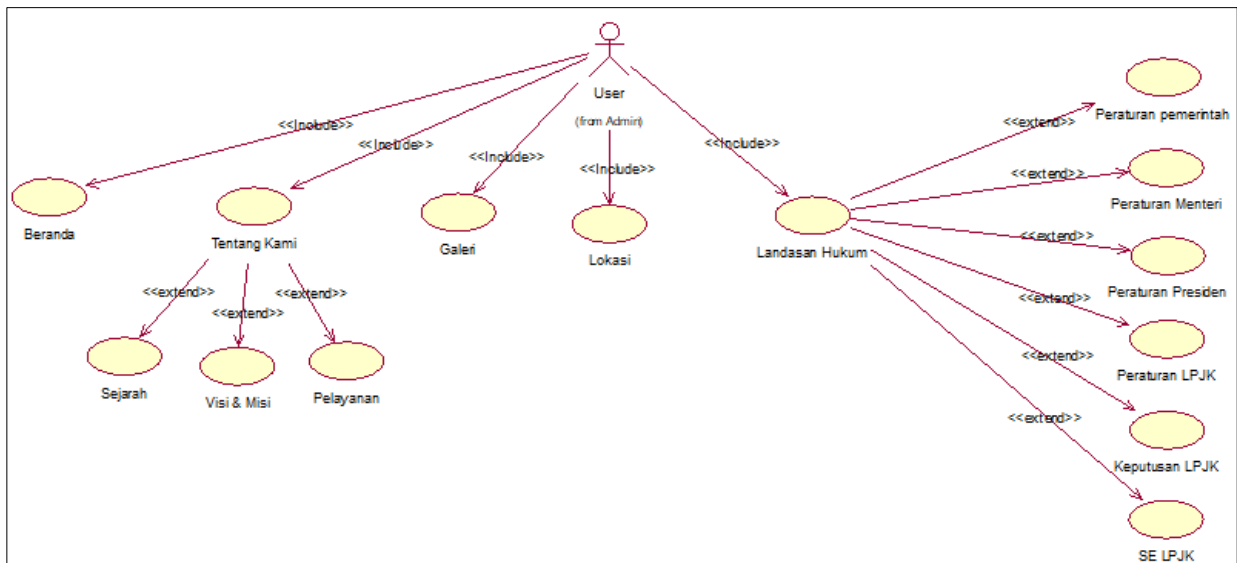 User
(from Admin)
<<Include>>
<<Include>>
<<Include>>
<<Include>>
<<Include>>
Beranda
Tentang Kami
Galeri
Lokasi
Landasan Hukum
<<extend>>
<<extend>>
<<extend>>
Sejarah
Visi & Misi
Pelayanan
<<extend>>
Peraturan pemerintah
<<extend>>
Peraturan Menteri
<<extend>>
Peraturan Presiden
<<extend>>
Peraturan LPJK
<<extend>>
Keputusan LPJK
<<extend>>
SE LPJK